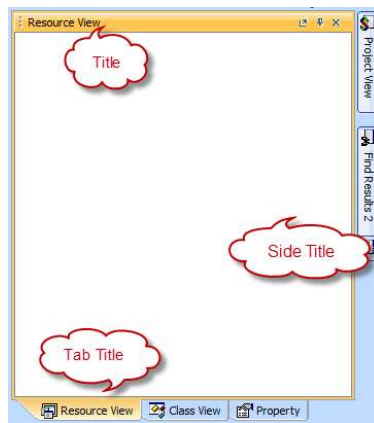 Resource View
Title
Project View
Find Results 2
Side Title
Tab Title
Resource View
Class View
Property